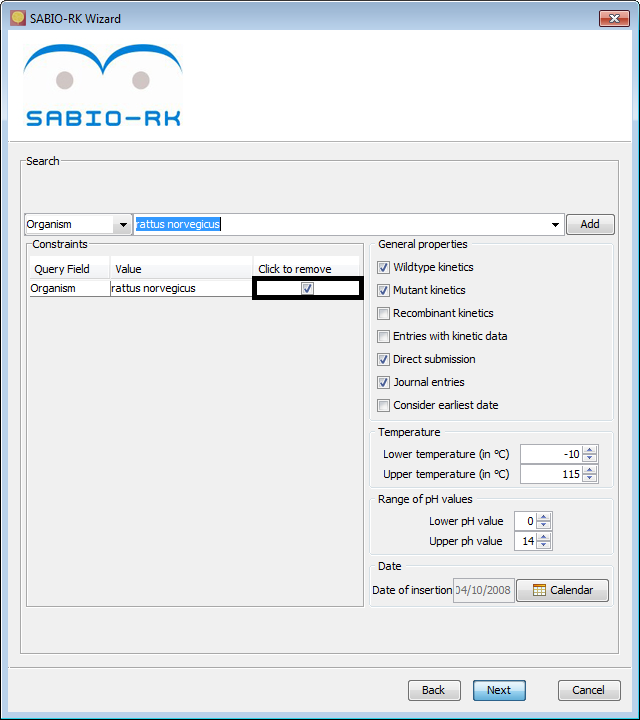 SABIO-RK Wizard
SABIO-RK
Search
Organism rattus norvegicus Add
Constraints
Query Field Value Click to remove
Organism rattus norvegicus
General properties
Wildtype kinetics
Mutant kinetics
Recombinant kinetics
Entries with kinetic data
Direct submission
Journal entries
Consider earliest date
Temperature
Lower temperature (in °C) -10
Upper temperature (in °C) 115
Range of pH values
Lower pH value 0
Upper ph value 14
Date
Date of insertion 04/10/2008 Calendar
Back Next Cancel